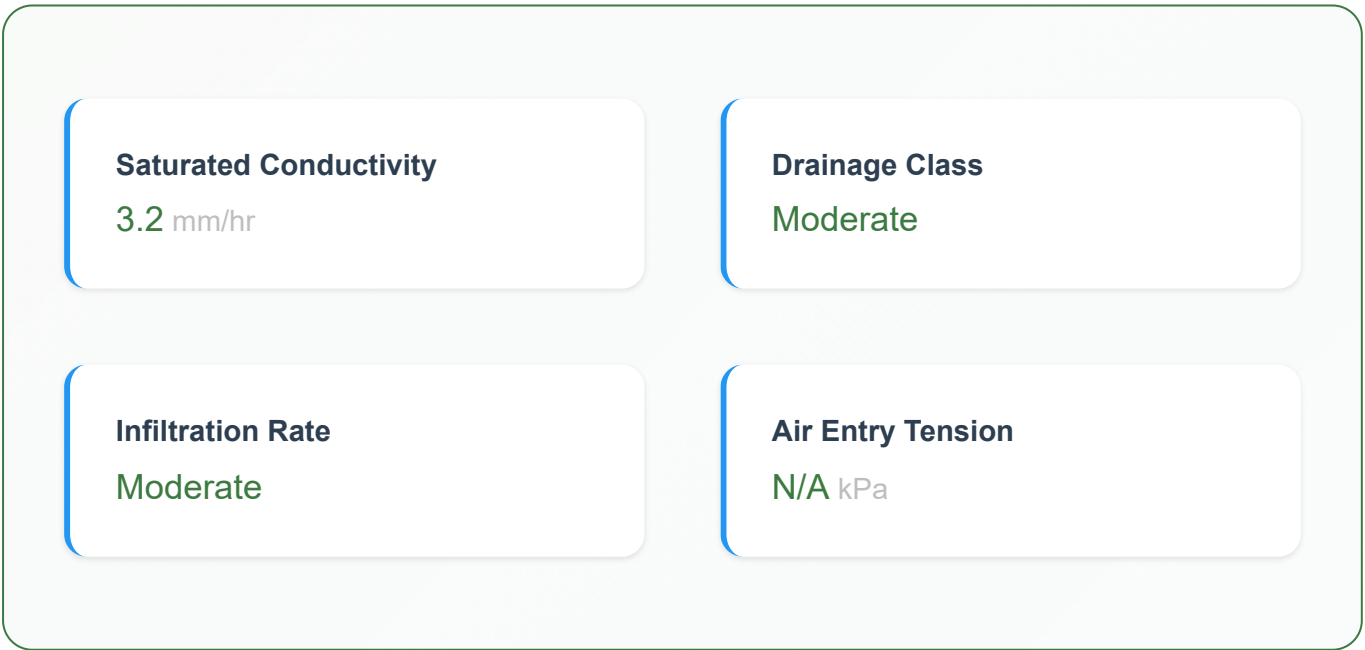 Saturated Conductivity
3.2 mm/hr
Drainage Class
Moderate
Infiltration Rate
Moderate
Air Entry Tension
N/A kPa